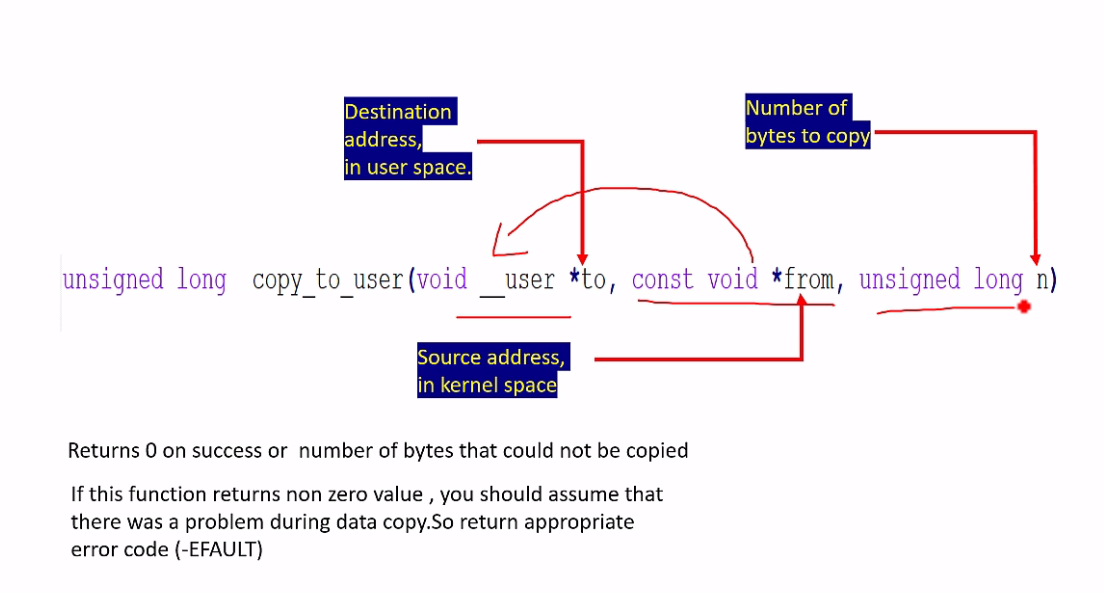 Destination
address,
in user space.
Number of
bytes to copy
unsigned long copy_to_user(void __user *to, const void *from, unsigned long n)
Source address,
in kernel space
Returns 0 on success or number of bytes that could not be copied
If this function returns non zero value , you should assume that
there was a problem during data copy.So return appropriate
error code (-EFAULT)